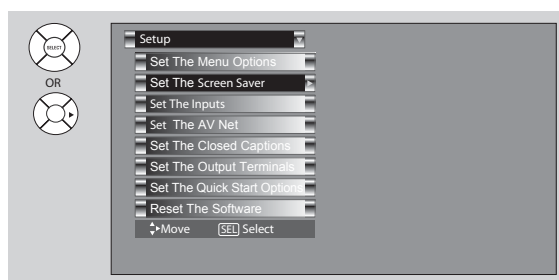 SELECT
OR
Setup
Set The Menu Options
Set The Screen Saver
Set The Inputs
Set The AV Net
Set The Closed Captions
Set The Output Terminals
Set The Quick Start Options
Reset The Software
Move SEL Select